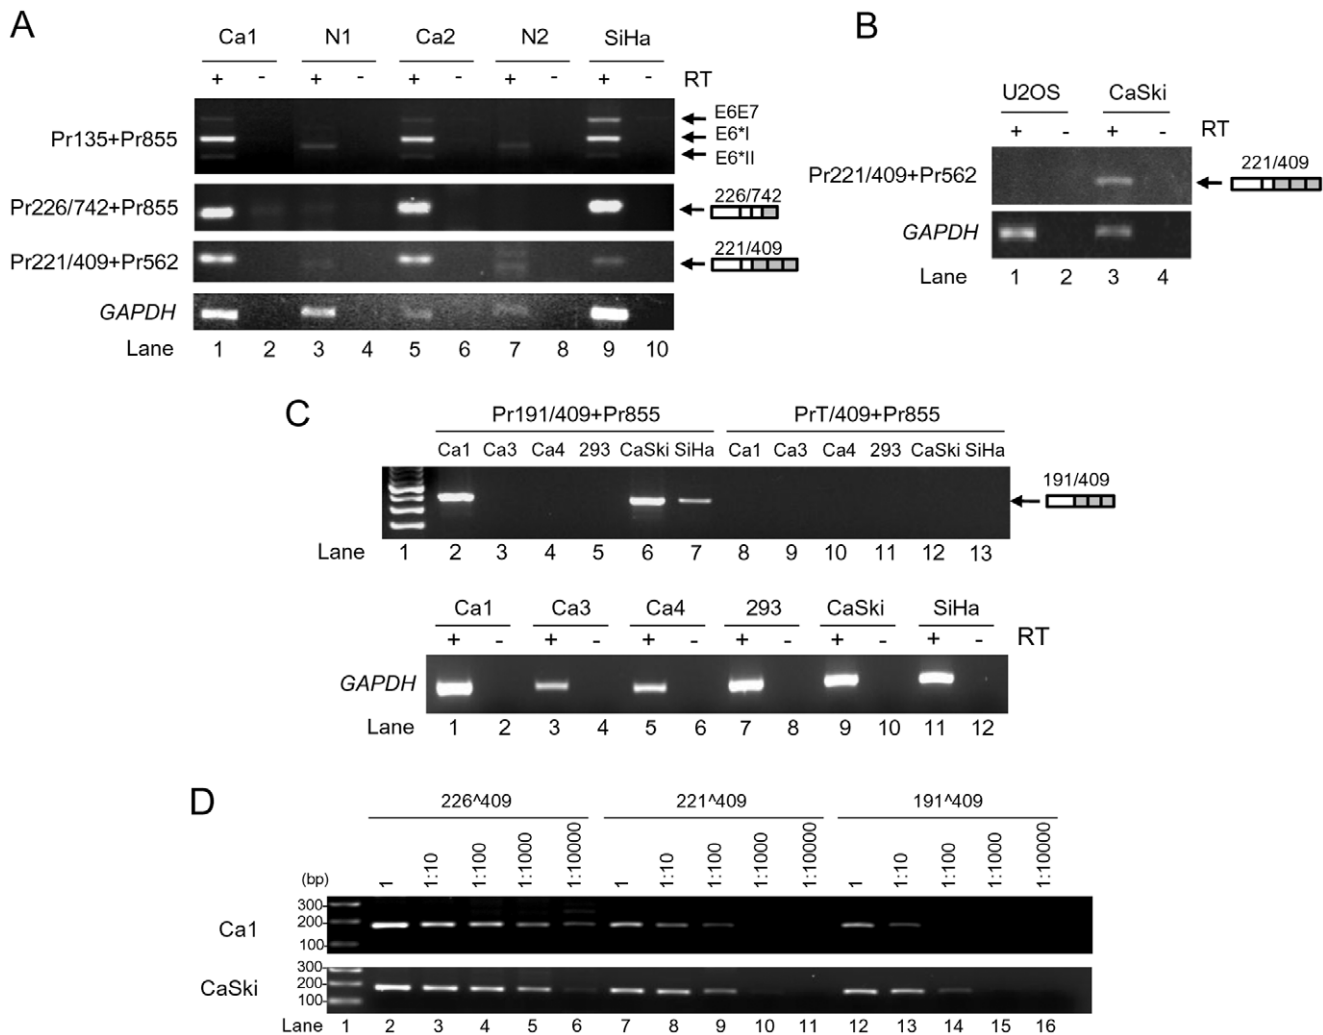 A
Ca1 N1 Ca2 N2 SiHa
+ - + - + - + - + - RT
Pr135+Pr855
E6E7
E6*I
E6*II
Pr226/742+Pr855
226/742
Pr221/409+Pr562
221/409
GAPDH
Lane 1 2 3 4 5 6 7 8 9 10
B
U2OS CaSki
+ - + - RT
Pr221/409+Pr562
221/409
GAPDH
Lane 1 2 3 4
C
Pr191/409+Pr855 PrT/409+Pr855
Ca1 Ca3 Ca4 293 CaSki SiHa Ca1 Ca3 Ca4 293 CaSki SiHa
191/409
Lane 1 2 3 4 5 6 7 8 9 10 11 12 13
Ca1 Ca3 Ca4 293 CaSki SiHa
+ - + - + - + - + - + - RT
GAPDH
Lane 1 2 3 4 5 6 7 8 9 10 11 12
D
226^409 221^409 191^409
1 1:10 1:100 1:1000 1:10000 1 1:10 1:100 1:1000 1:10000 1 1:10 1:100 1:1000 1:10000
(bp)
300
200
100
Ca1
300
200
100
CaSki
Lane 1 2 3 4 5 6 7 8 9 10 11 12 13 14 15 16